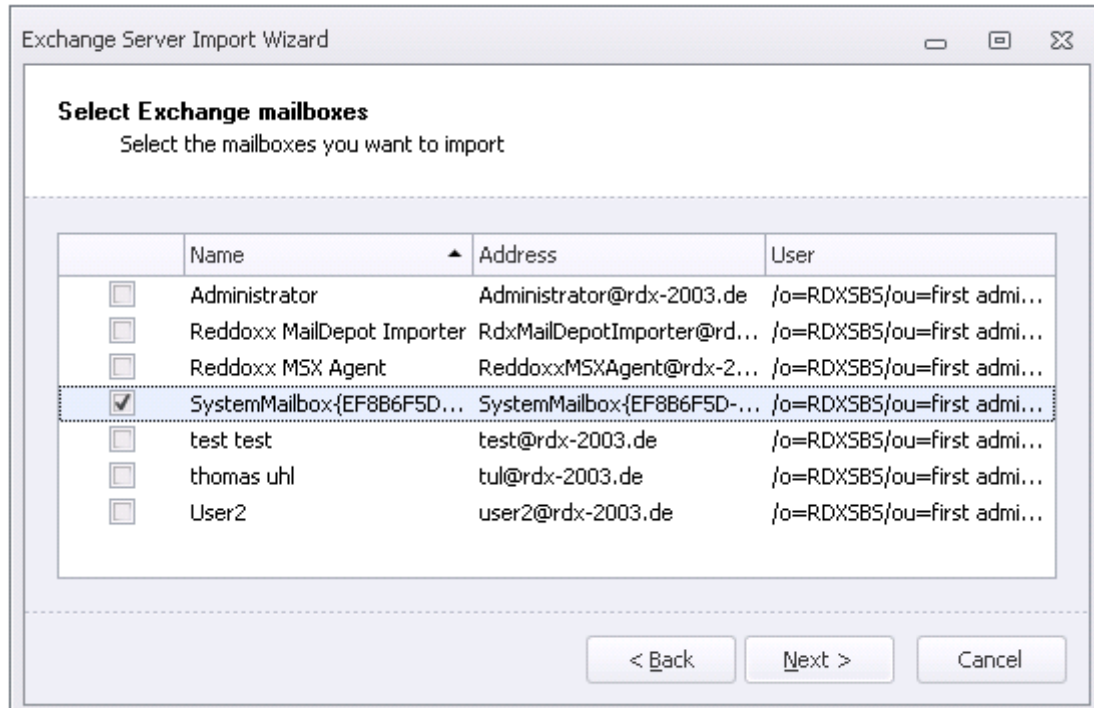 Exchange Server Import Wizard
Select Exchange mailboxes
Select the mailboxes you want to import
Name Address User
Administrator Administrator@rdx-2003.de /o=RDXSBS/ou=first admi...
Reddoxx MailDepot Importer RdxMailDepotImporter@rd... /o=RDXSBS/ou=first admi...
Reddoxx MSX Agent ReddoxxMSXAgent@rdx-2... /o=RDXSBS/ou=first admi...
SystemMailbox{EF8B6F5D... SystemMailbox{EF8B6F5D-... /o=RDXSBS/ou=first admi...
test test test@rdx-2003.de /o=RDXSBS/ou=first admi...
thomas uhl tul@rdx-2003.de /o=RDXSBS/ou=first admi...
User2 user2@rdx-2003.de /o=RDXSBS/ou=first admi...
< Back Next > Cancel